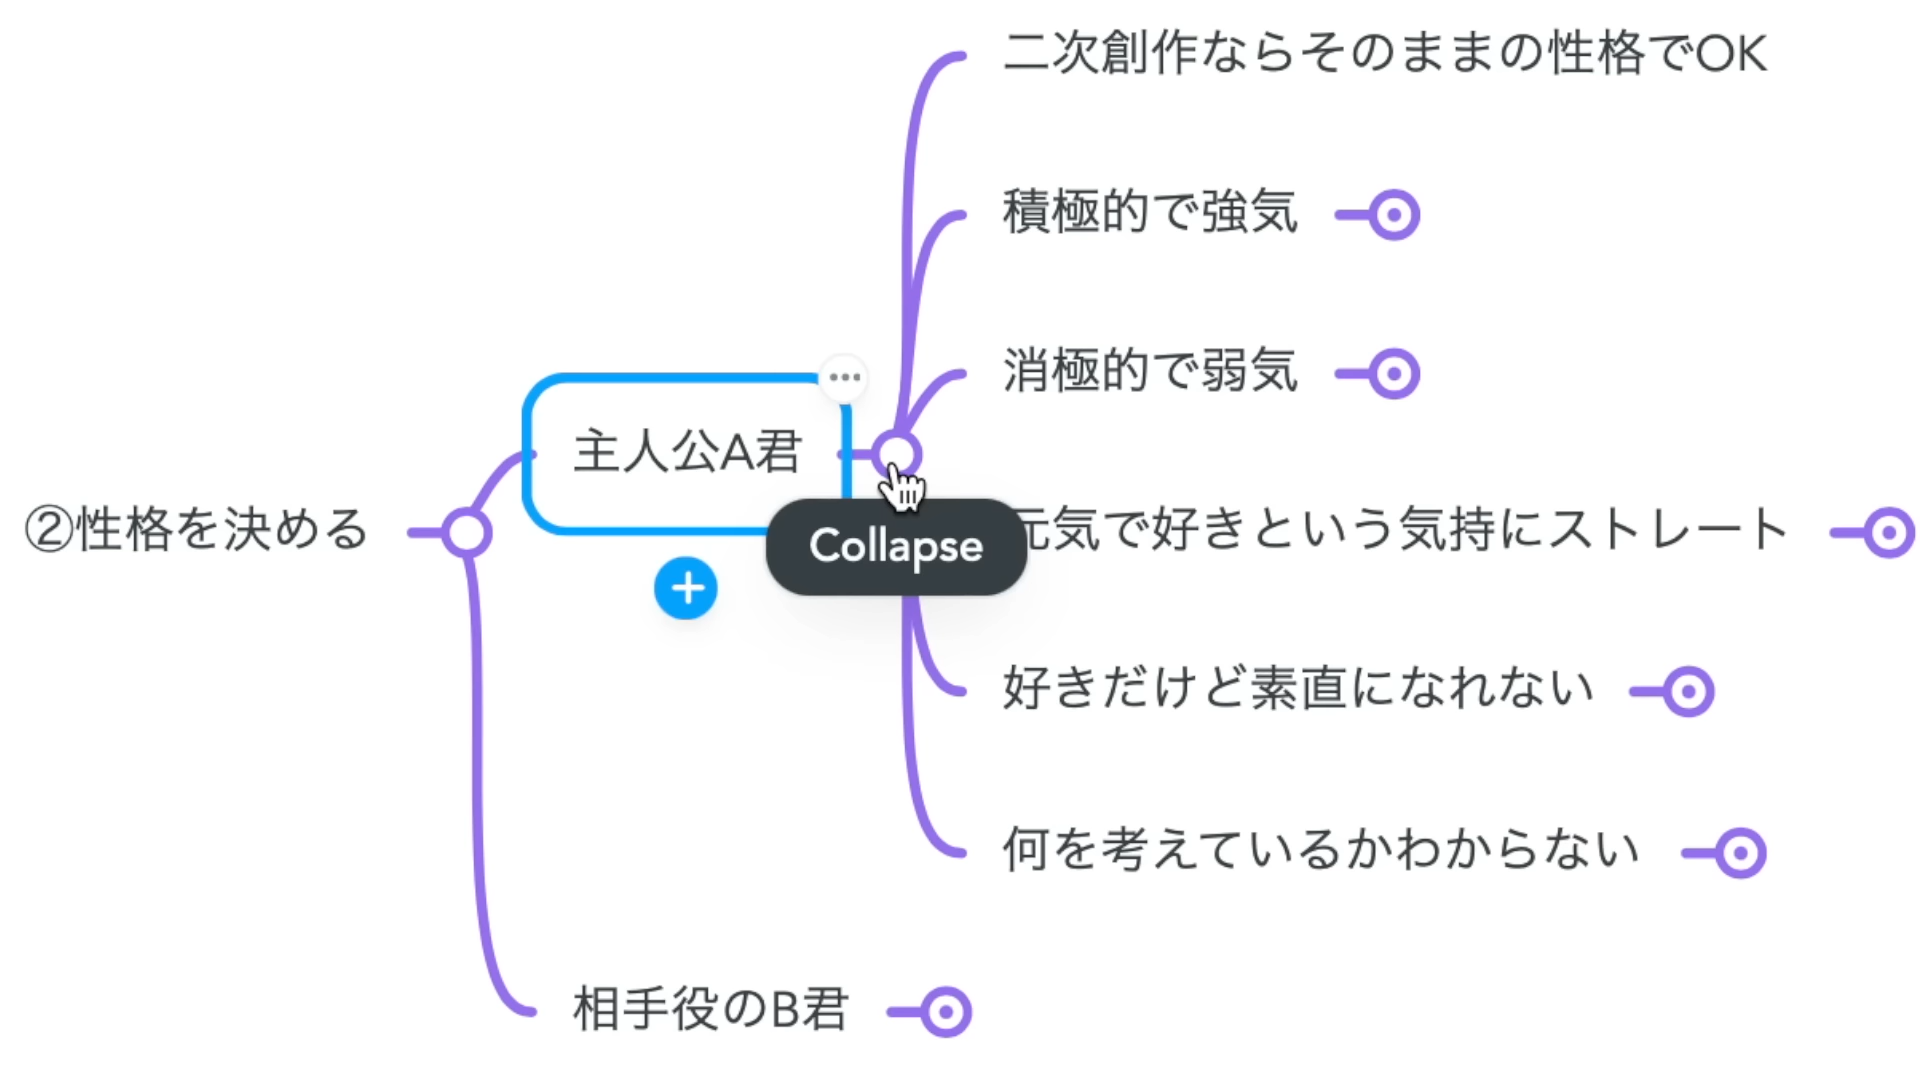 二次創作ならそのままの性格でOK
積極的で強気
消極的で弱気
主人公A君
②性格を決める
元気で好きという気持にストレート
Collapse
好きだけど素直になれない
何を考えているかわからない
相手役のB君